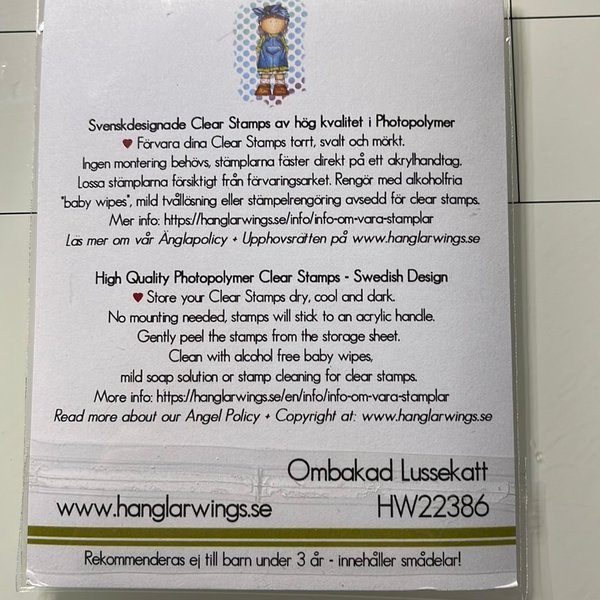 Svenskdesignade Clear Stamps av hög kvalitet i Photopolymer
♥ Förvara dina Clear Stamps torrt, svalt och mörkt.
Ingen montering behövs, stämplarna fäster direkt på ett akrylhandtag.
Lossa stämplarna försiktigt från förvaringsarket. Rengör med alkoholfria
"baby wipes", mild tvållösning eller stämpelrengöring avsedd för clear stamps.
Mer info: https://hanglarwings.se/info/info-om-vara-stamplar
Läs mer om vår Änglapolicy + Upphovsrätten på www.hanglarwings.se
High Quality Photopolymer Clear Stamps - Swedish Design
♥ Store your Clear Stamps dry, cool and dark.
No mounting needed, stamps will stick to an acrylic handle.
Gently peel the stamps from the storage sheet.
Clean with alcohol free baby wipes,
mild soap solution or stamp cleaning for clear stamps.
More info: https://hanglarwings.se/en/info/info-om-vara-stamplar
Read more about our Angel Policy + Copyright at: www.hanglarwings.se
Ombakad Lussekatt
www.hanglarwings.se HW22386
Rekommenderas ej till barn under 3 år - innehåller smådelar!